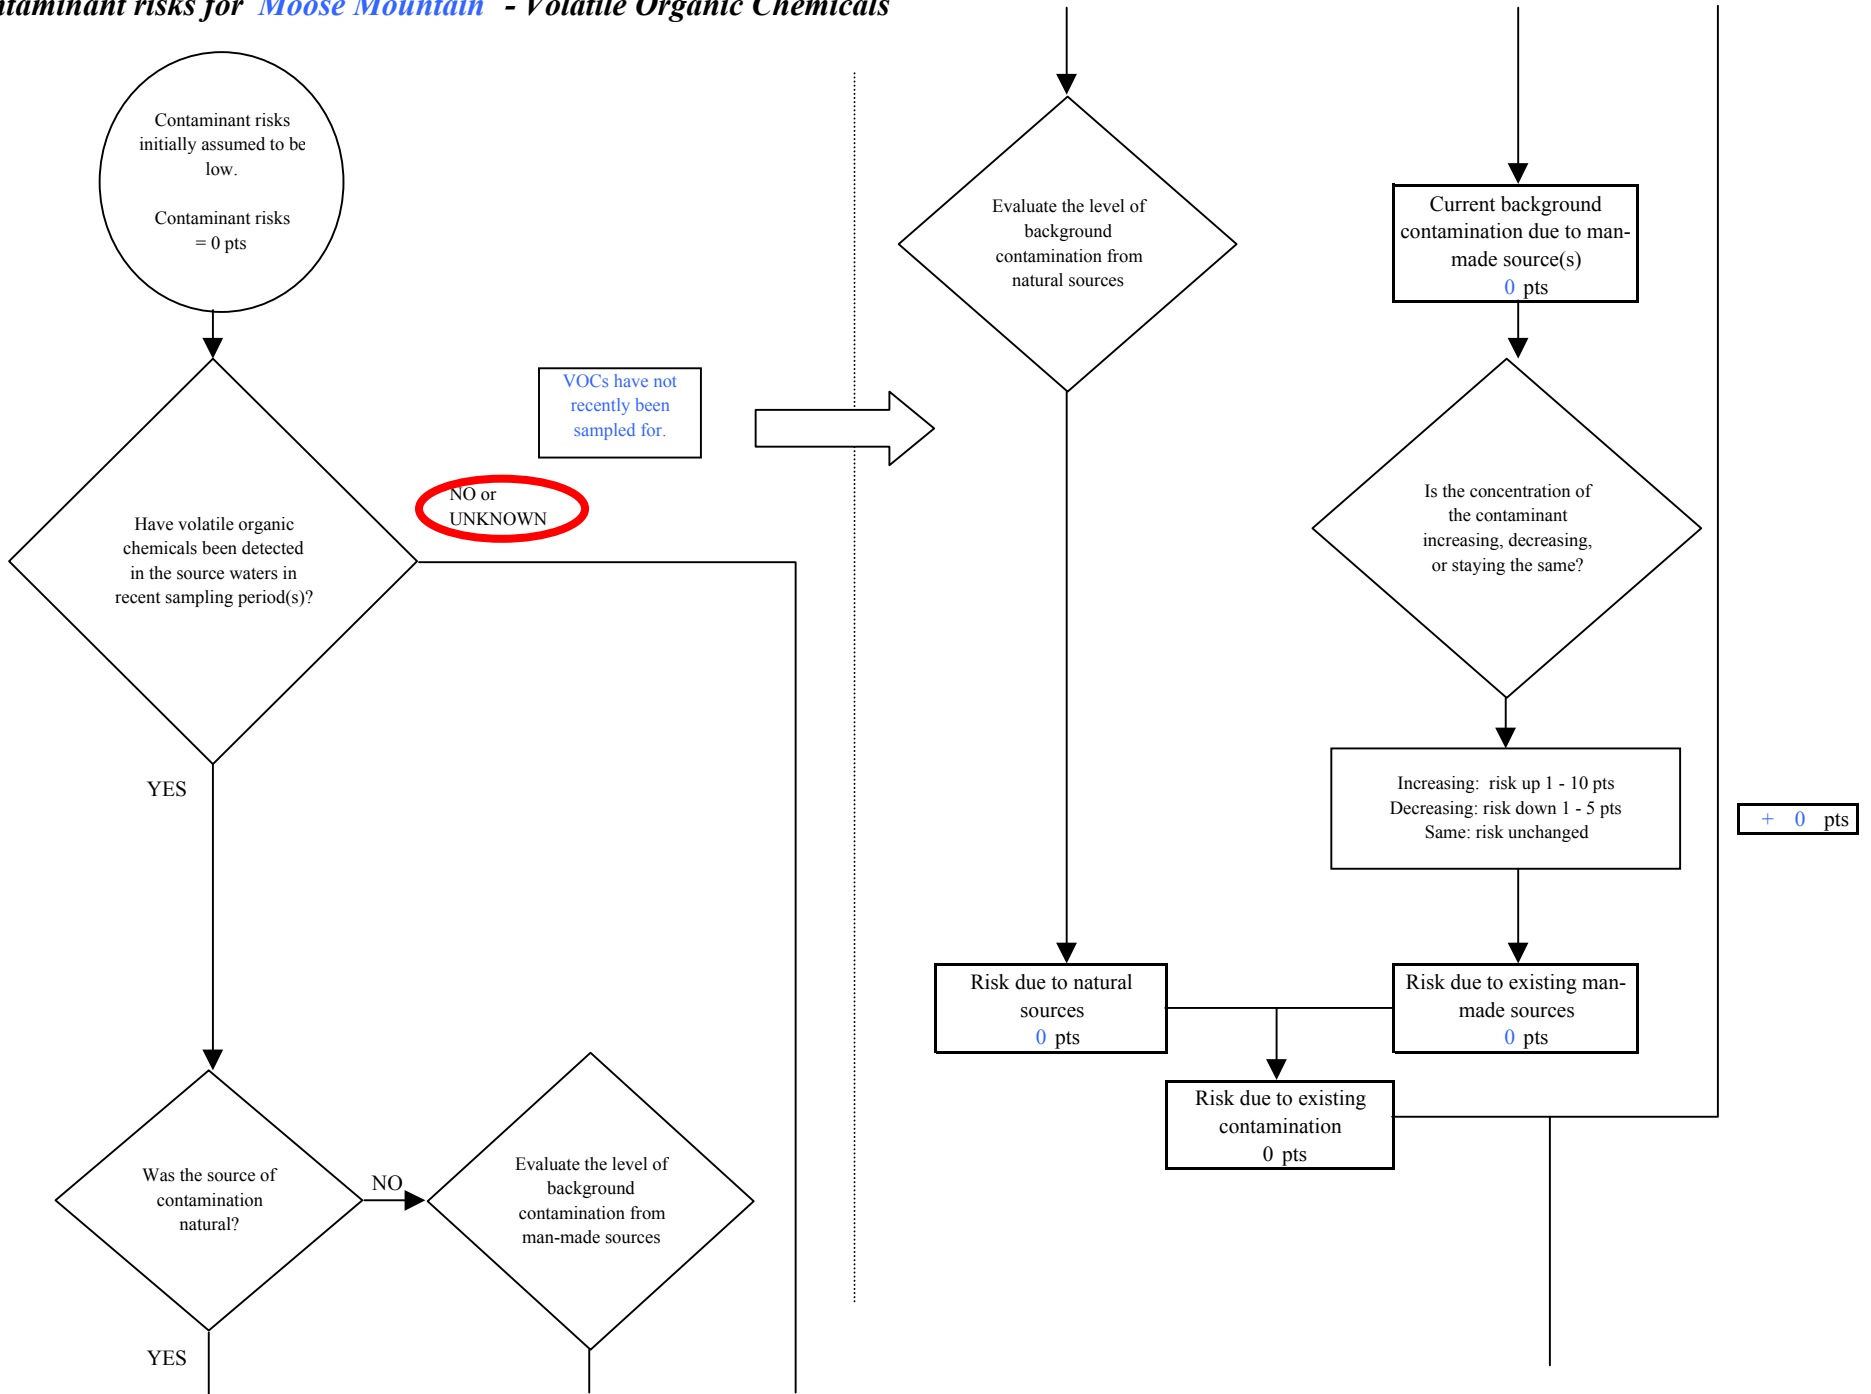 ntaminant risks for Moose Mountain - Volatile Organic Chemicals
Contaminant risks
initially assumed to be
low.
Contaminant risks
= 0 pts
Have volatile organic
chemicals been detected
in the source waters in
recent sampling period(s)?
VOCs have not
recently been
sampled for.
NO or
UNKNOWN
YES
Was the source of
contamination
natural?
NO
Evaluate the level of
background
contamination from
man-made sources
YES
Evaluate the level of
background
contamination from
natural sources
Current background
contamination due to man-
made source(s)
0 pts
Is the concentration of
the contaminant
increasing, decreasing,
or staying the same?
Increasing: risk up 1 - 10 pts
Decreasing: risk down 1 - 5 pts
Same: risk unchanged
+ 0 pts
Risk due to natural
sources
0 pts
Risk due to existing man-
made sources
0 pts
Risk due to existing
contamination
0 pts